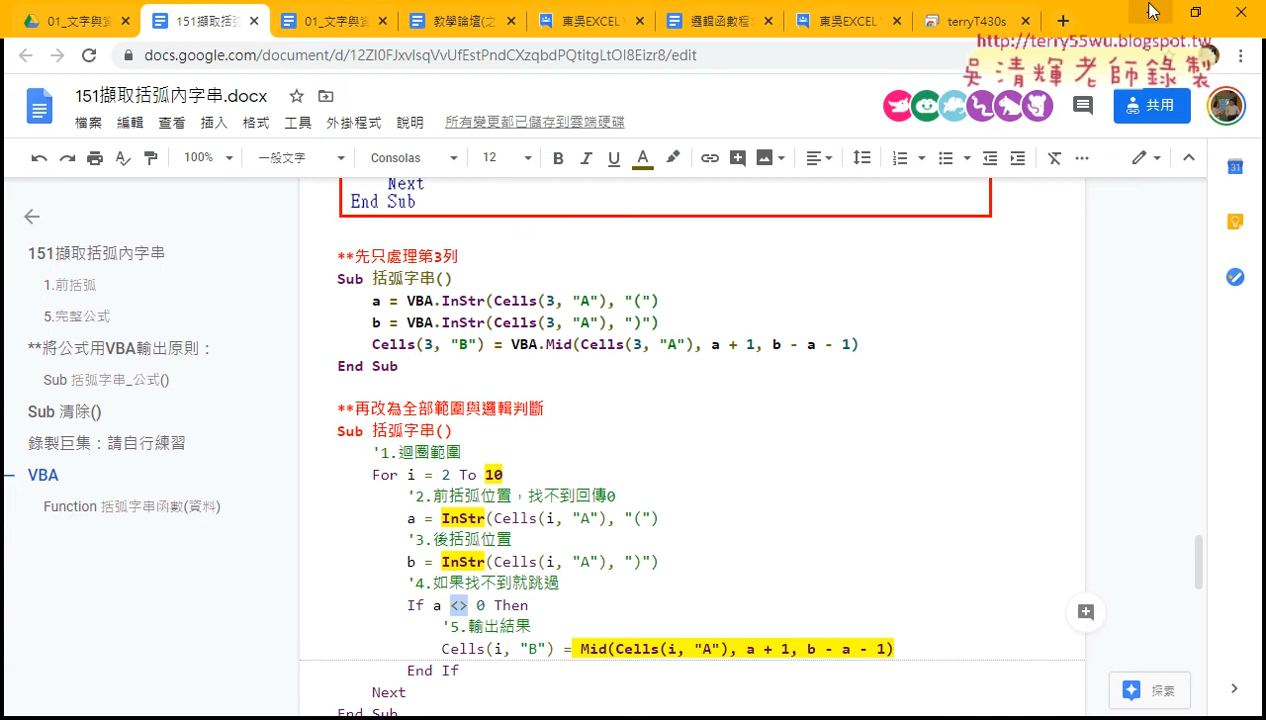 01_文字與
151擷取括弧
01_文字與
教學論壇(之
東吳EXCEL V
邏輯函數程
東吳EXCEL V
terryT430s
docs.google.com/document/d/12ZI0FJxvlsqVvUfEstPndCXzqbdPQtitgLtOI8Eizr8/edit
http://terry55wu.blogspot.tw
吳清輝老師錄製
151擷取括弧內字串.docx
檔案 編輯 查看 插入 格式 工具 外掛程式 說明 所有變更都已儲存到雲端硬碟
共用
100% 一般文字 Consolas 12
31
Next
End Sub
151擷取括弧內字串
1.前括弧
5.完整公式
**將公式用VBA輸出原則：
Sub 括弧字串_公式()
Sub 清除()
錄製巨集：請自行練習
VBA
Function 括弧字串函數(資料)
**先只處理第3列
Sub 括弧字串()
a = VBA.InStr(Cells(3, "A"), "(")
b = VBA.InStr(Cells(3, "A"), ")")
Cells(3, "B") = VBA.Mid(Cells(3, "A"), a + 1, b - a - 1)
End Sub
**再改為全部範圍與邏輯判斷
Sub 括弧字串()
'1.迴圈範圍
For i = 2 To 10
'2.前括弧位置，找不到回傳0
a = InStr(Cells(i, "A"), "(")
'3.後括弧位置
b = InStr(Cells(i, "A"), ")")
'4.如果找不到就跳過
If a <> 0 Then
'5.輸出結果
Cells(i, "B") = Mid(Cells(i, "A"), a + 1, b - a - 1)
End If
Next
End Sub
探索